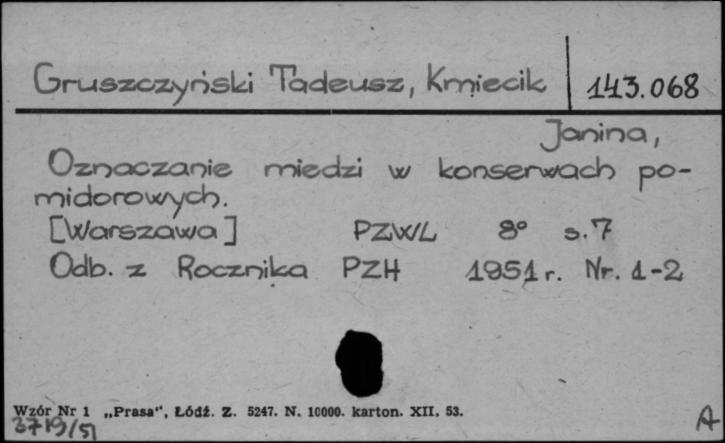 Gruszczyński Tadeusz, Kmiecik 143.068
Janina,
Oznaczanie miedzi w konserwach po-
midorowych.
[Warszawa] PZWL 8° s.7
Odb. z Rocznika PZH 1951 r. Nr. 1-2
Wzór Nr 1 „Prasa", Łódź. Z. 5247. N. 10000. karton. XII. 53.
3719/51 A